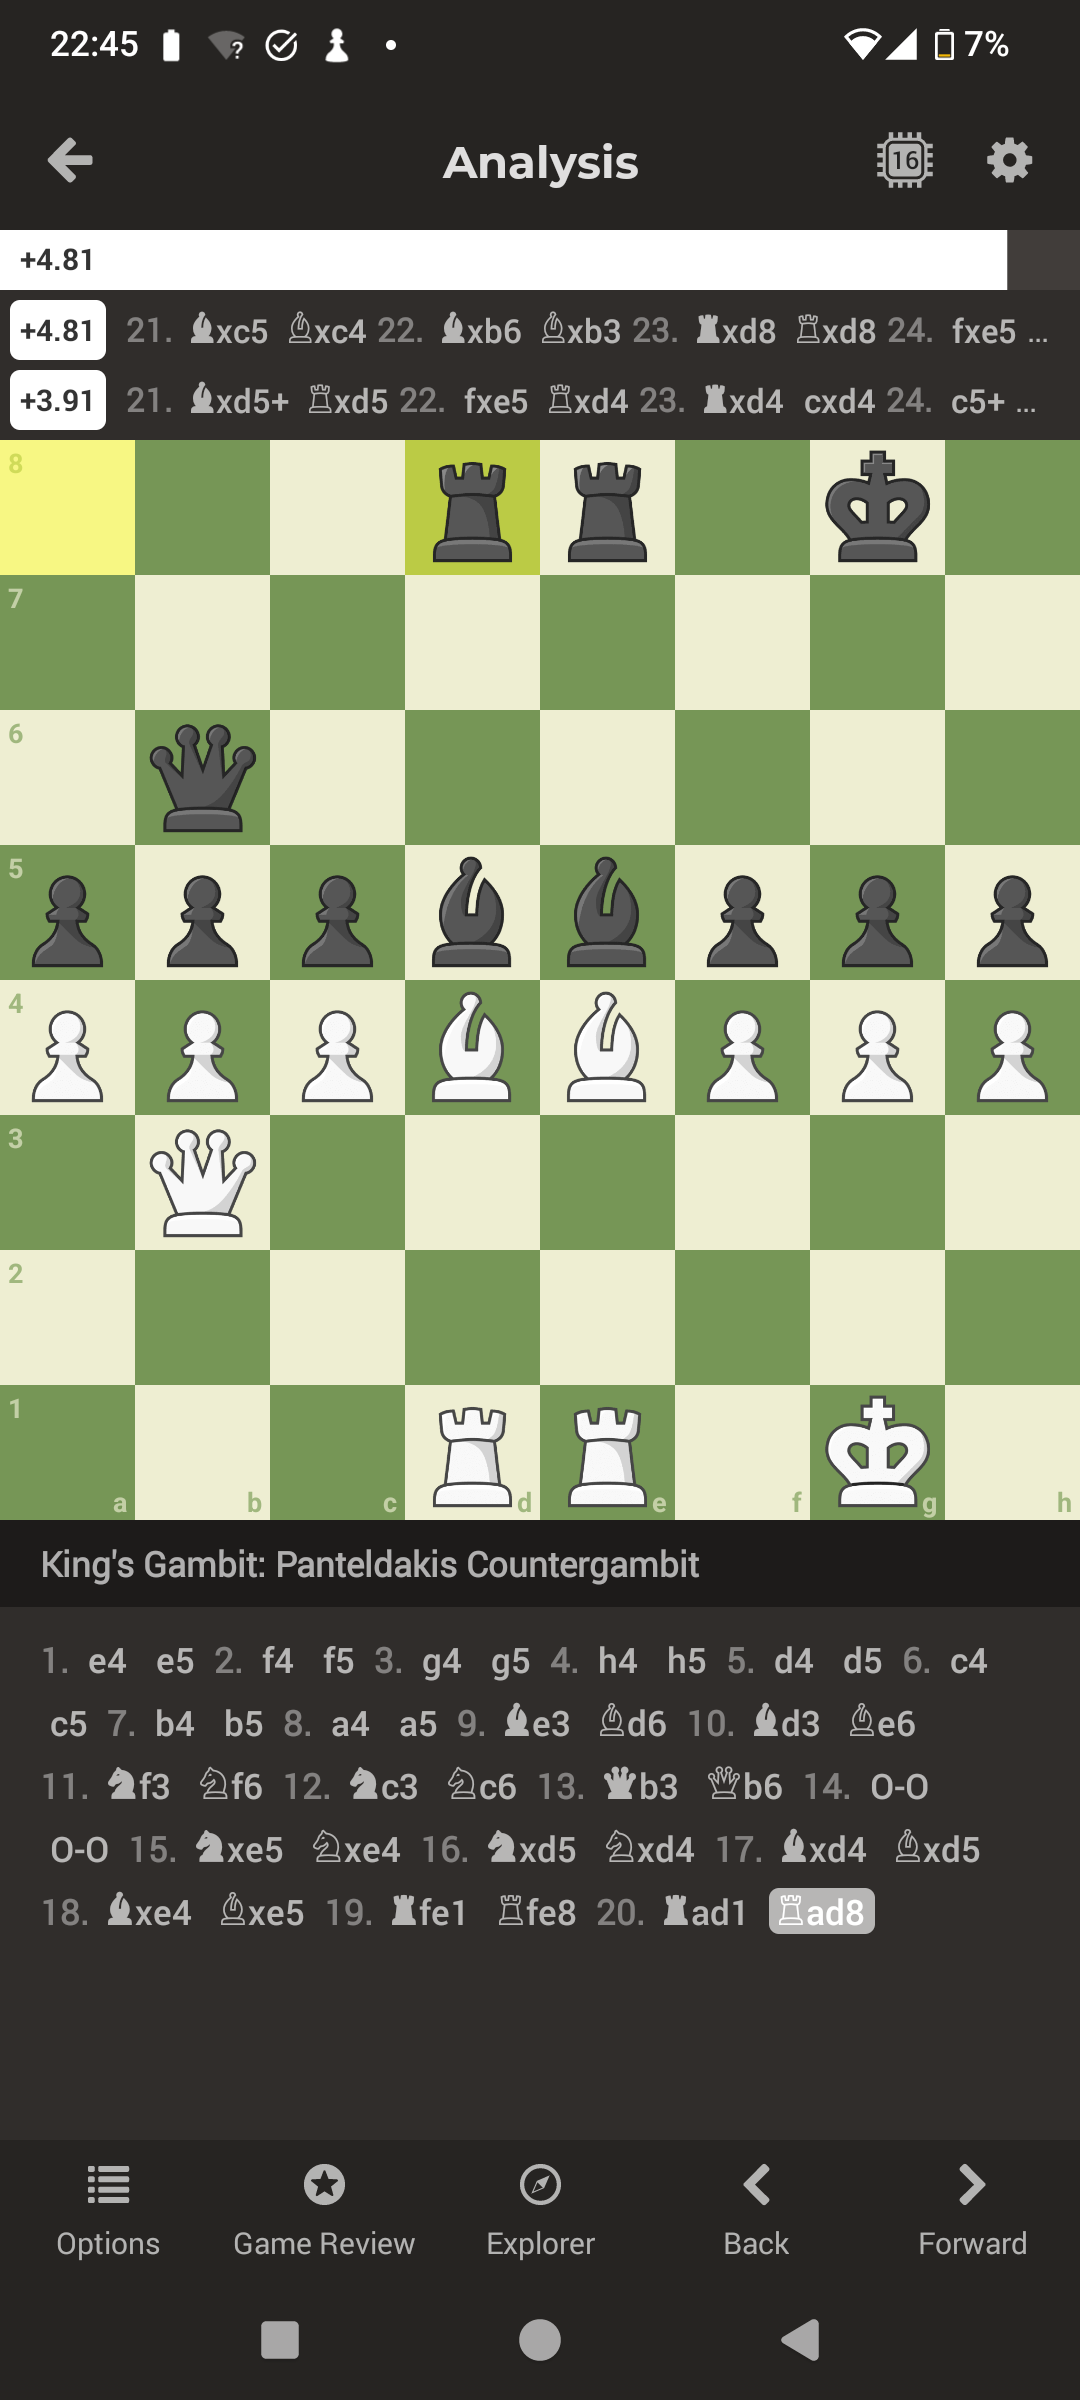 22:45 ? 7%
Analysis 16
+4.81
+4.81 21. ♝xc5 ♗xc4 22. ♝xb6 ♗xb3 23. ♜xd8 ♖xd8 24. fxe5 ...
+3.91 21. ♝xd5+ ♖xd5 22. fxe5 ♖xd4 23. ♜xd4 cxd4 24. c5+ ...
8
7
6
5
4
3
2
1
a b c d e f g h
King's Gambit: Panteldakis Countergambit
1. e4 e5 2. f4 f5 3. g4 g5 4. h4 h5 5. d4 d5 6. c4
c5 7. b4 b5 8. a4 a5 9. ♝e3 ♗d6 10. ♝d3 ♗e6
11. ♞f3 ♘f6 12. ♞c3 ♘c6 13. ♛b3 ♕b6 14. O-O
O-O 15. ♞xe5 ♘xe4 16. ♞xd5 ♘xd4 17. ♝xd4 ♗xd5
18. ♝xe4 ♗xe5 19. ♜fe1 ♖fe8 20. ♜ad1 ♖ad8
Options Game Review Explorer Back Forward